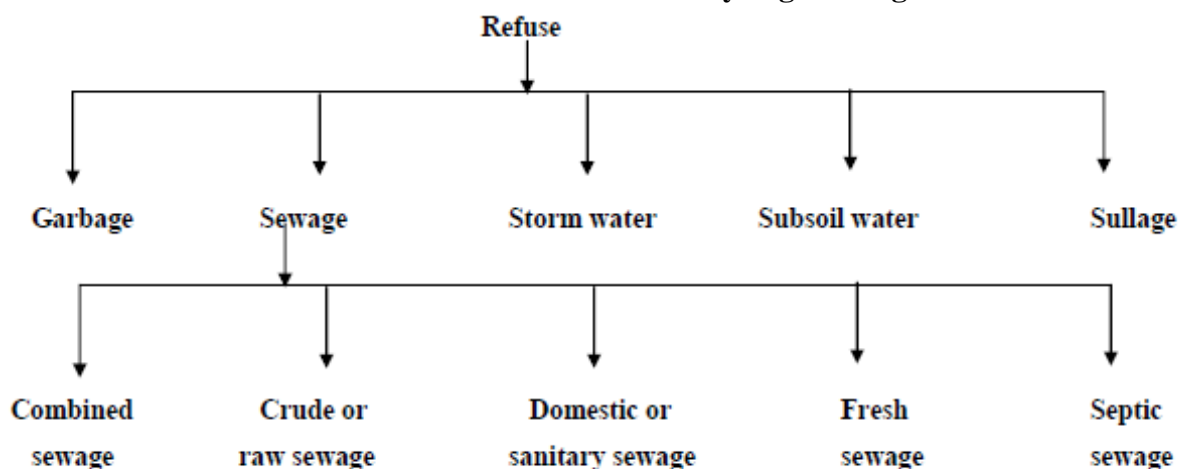 Refuse
Garbage Sewage Storm water Subsoil water Sullage
Combined Crude or Domestic or Fresh Septic
sewage raw sewage sanitary sewage sewage sewage